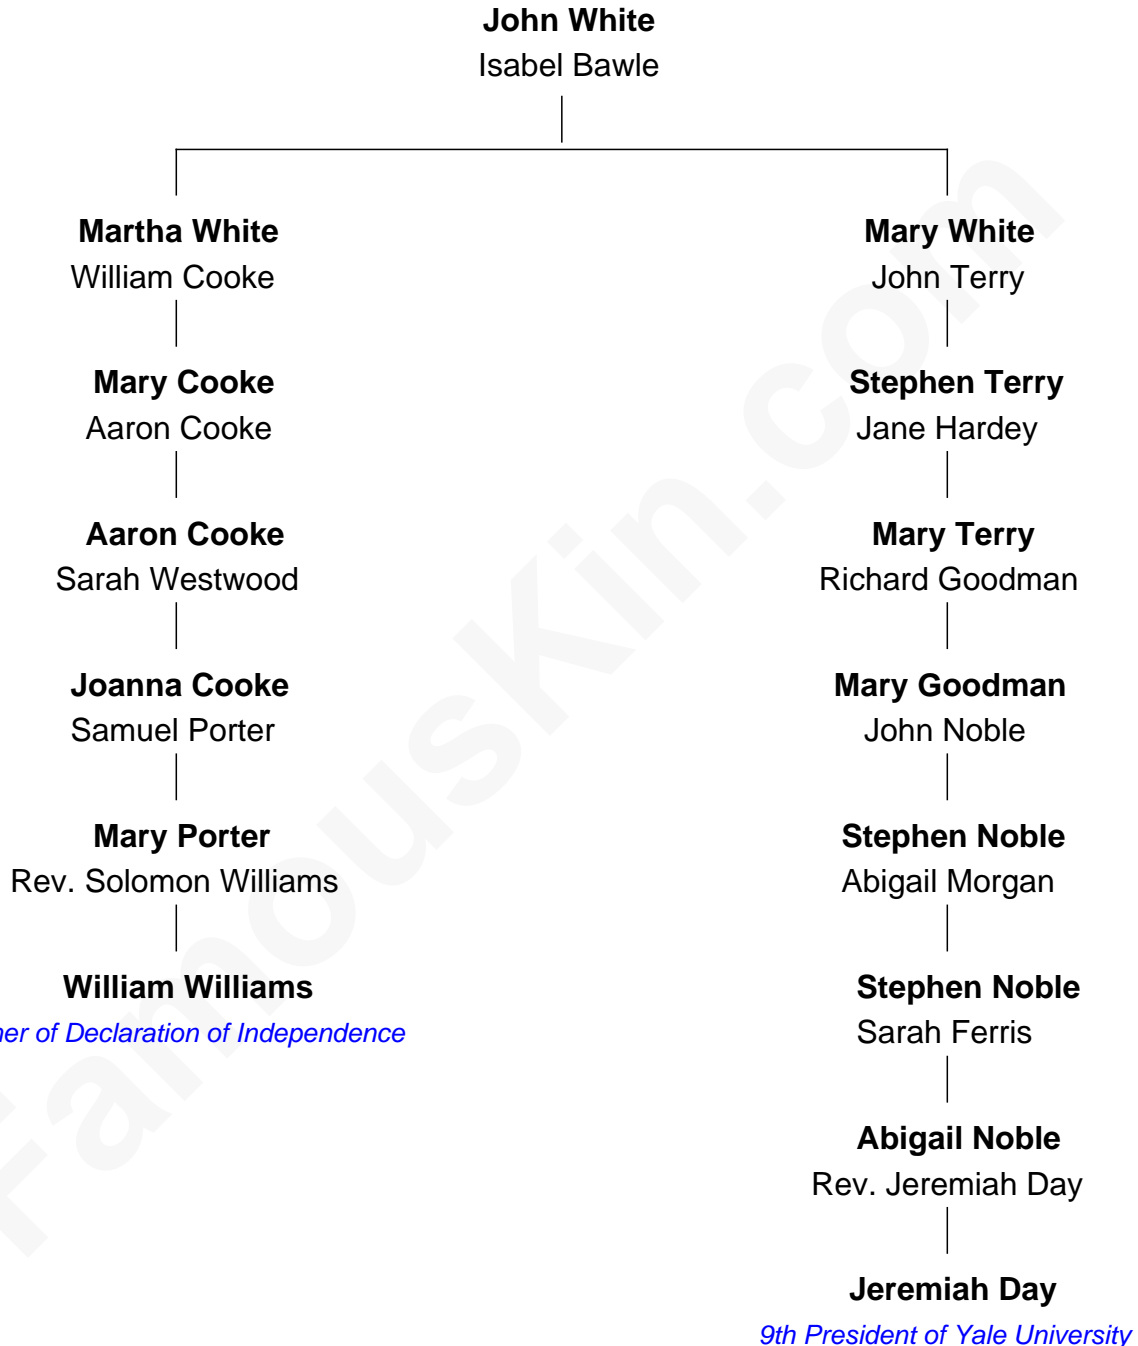 John White
Isabel Bawle
Martha White
William Cooke
Mary White
John Terry
Mary Cooke
Aaron Cooke
Stephen Terry
Jane Hardey
Aaron Cooke
Sarah Westwood
Mary Terry
Richard Goodman
Joanna Cooke
Samuel Porter
Mary Goodman
John Noble
Mary Porter
Rev. Solomon Williams
Stephen Noble
Abigail Morgan
William Williams
of Declaration of Independence
Stephen Noble
Sarah Ferris
Abigail Noble
Rev. Jeremiah Day
Jeremiah Day
9th President of Yale University
FamousKin.com